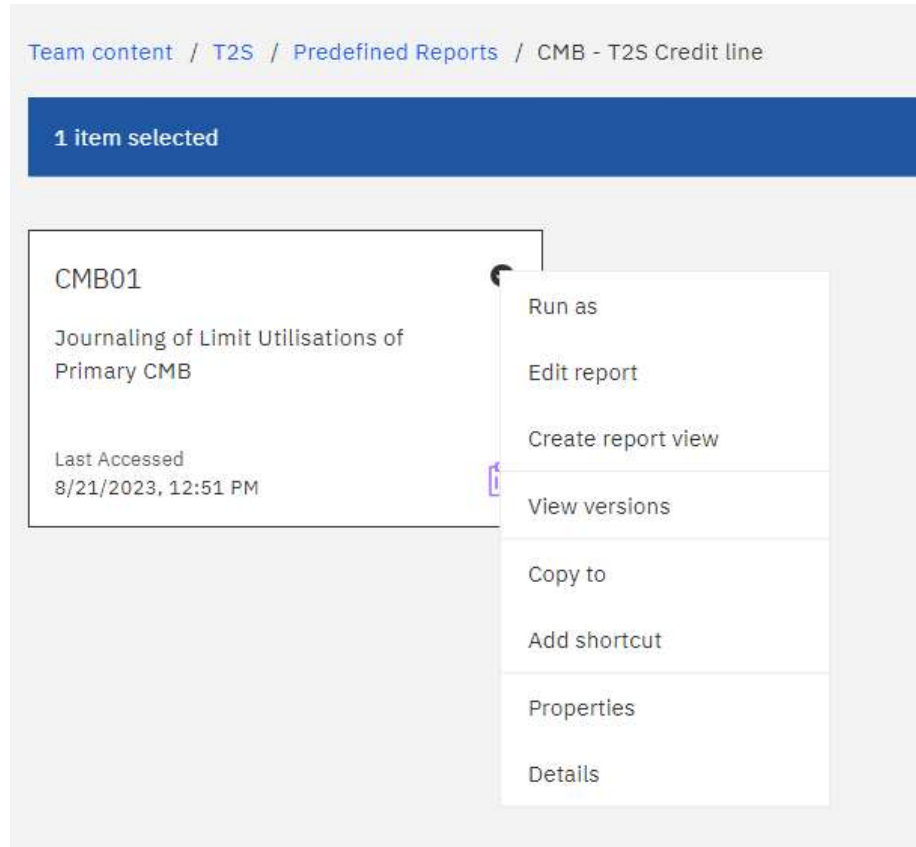 Team content / T2S / Predefined Reports / CMB - T2S Credit line
1 item selected
CMB01
Journaling of Limit Utilisations of
Primary CMB
Last Accessed
8/21/2023, 12:51 PM
Run as
Edit report
Create report view
View versions
Copy to
Add shortcut
Properties
Details